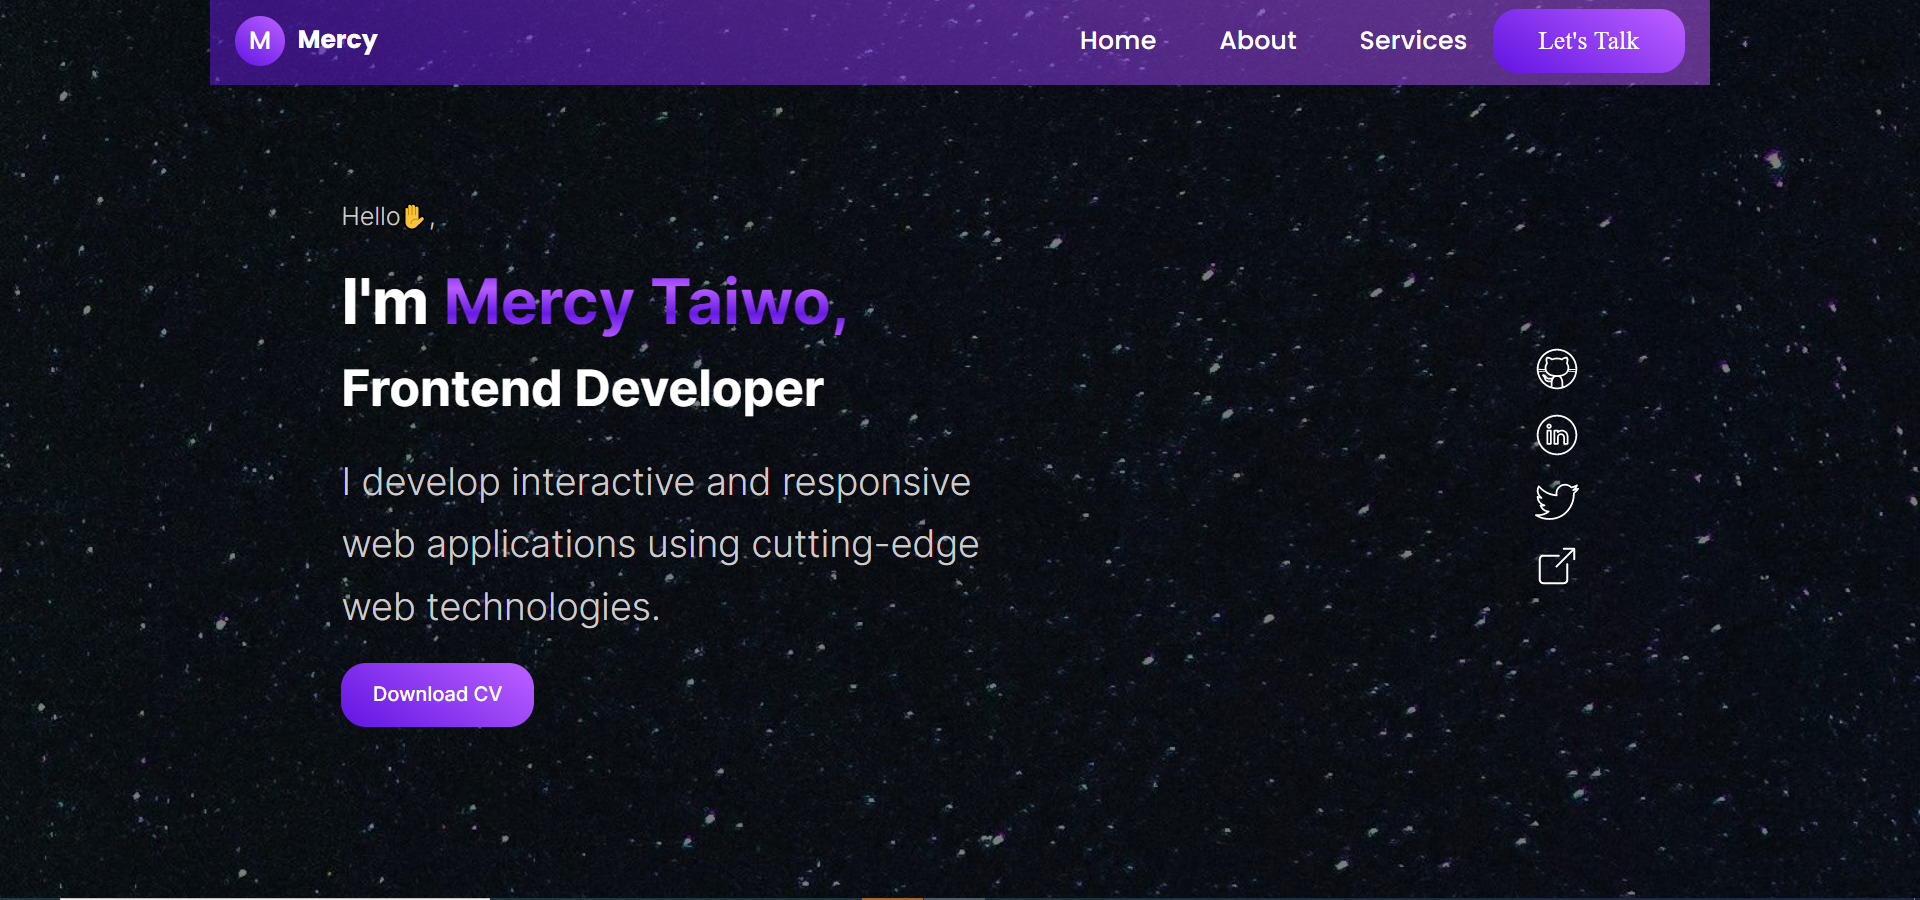 M Mercy Home About Services Let's Talk
Hello✋,
I'm Mercy Taiwo,
Frontend Developer
I develop interactive and responsive
web applications using cutting-edge
web technologies.
Download CV
in